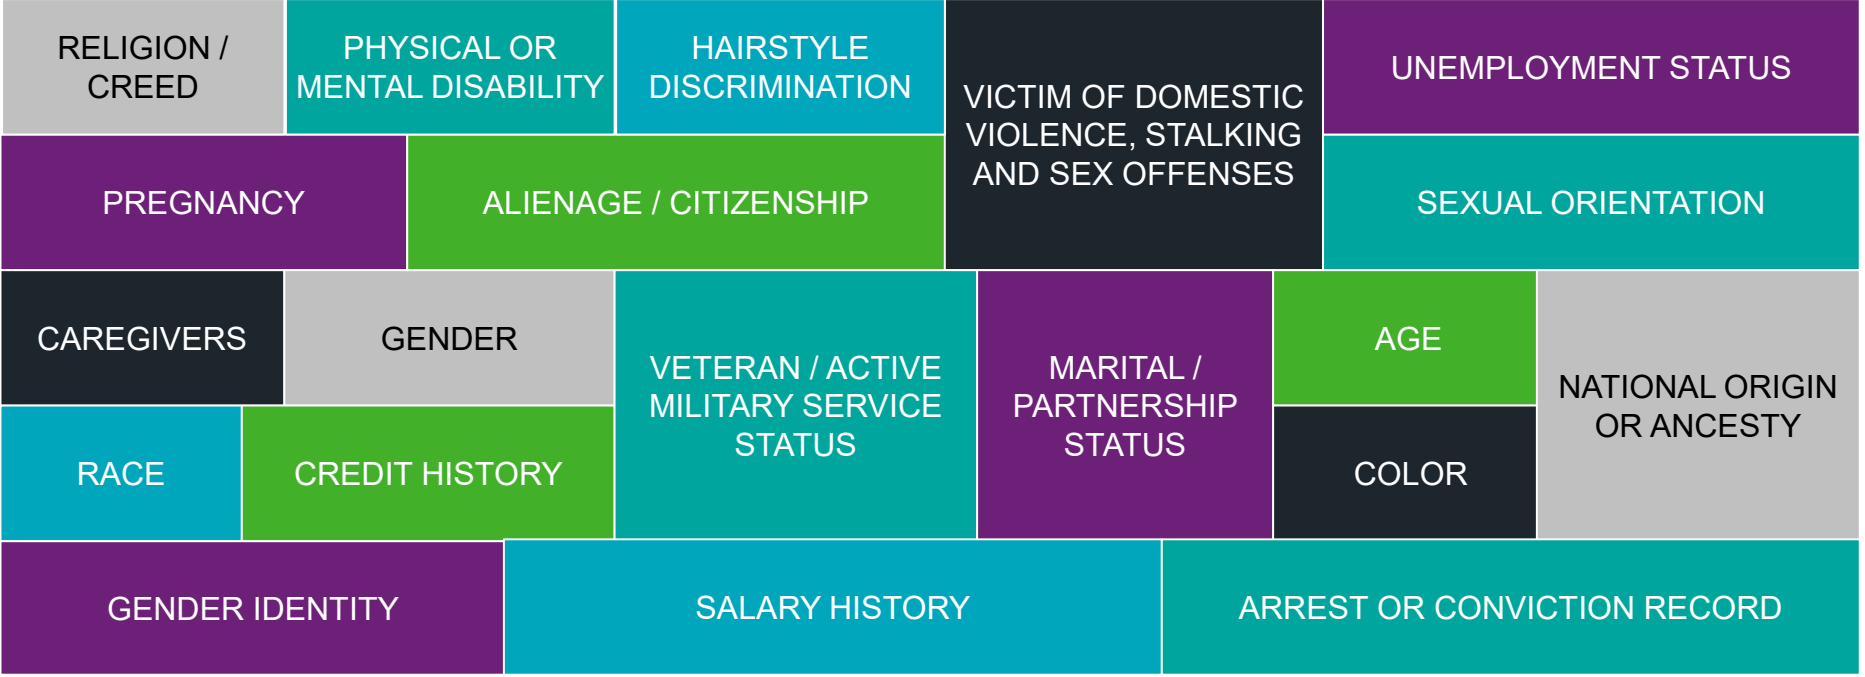 RELIGION /
CREED
PHYSICAL OR
MENTAL DISABILITY
HAIRSTYLE
DISCRIMINATION
VICTIM OF DOMESTIC
VIOLENCE, STALKING
AND SEX OFFENSES
UNEMPLOYMENT STATUS
PREGNANCY
ALIENAGE / CITIZENSHIP
SEXUAL ORIENTATION
CAREGIVERS
GENDER
VETERAN / ACTIVE
MILITARY SERVICE
STATUS
MARITAL /
PARTNERSHIP
STATUS
AGE
NATIONAL ORIGIN
OR ANCESTY
RACE
CREDIT HISTORY
COLOR
GENDER IDENTITY
SALARY HISTORY
ARREST OR CONVICTION RECORD